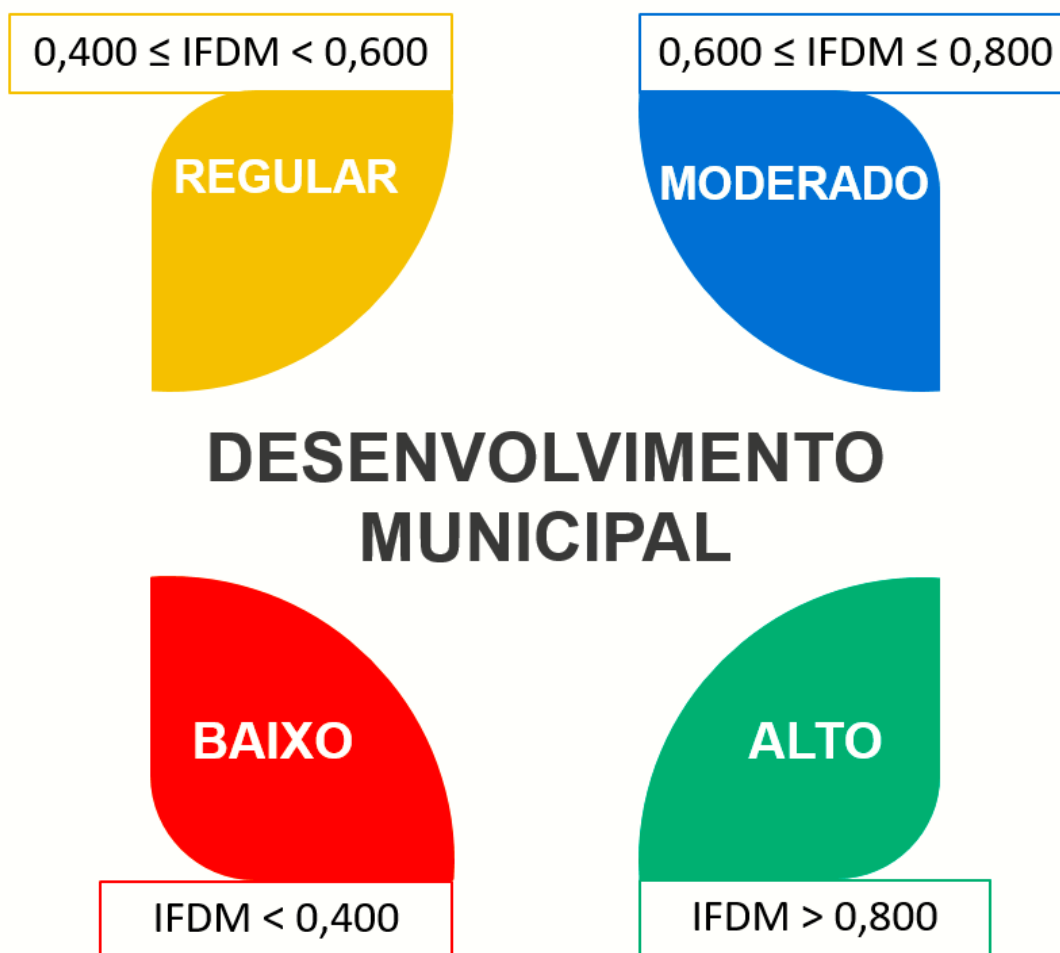 0,400 ≤ IFDM < 0,600
0,600 ≤ IFDM ≤ 0,800
REGULAR
MODERADO
DESENVOLVIMENTO
MUNICIPAL
BAIXO
ALTO
IFDM < 0,400
IFDM > 0,800